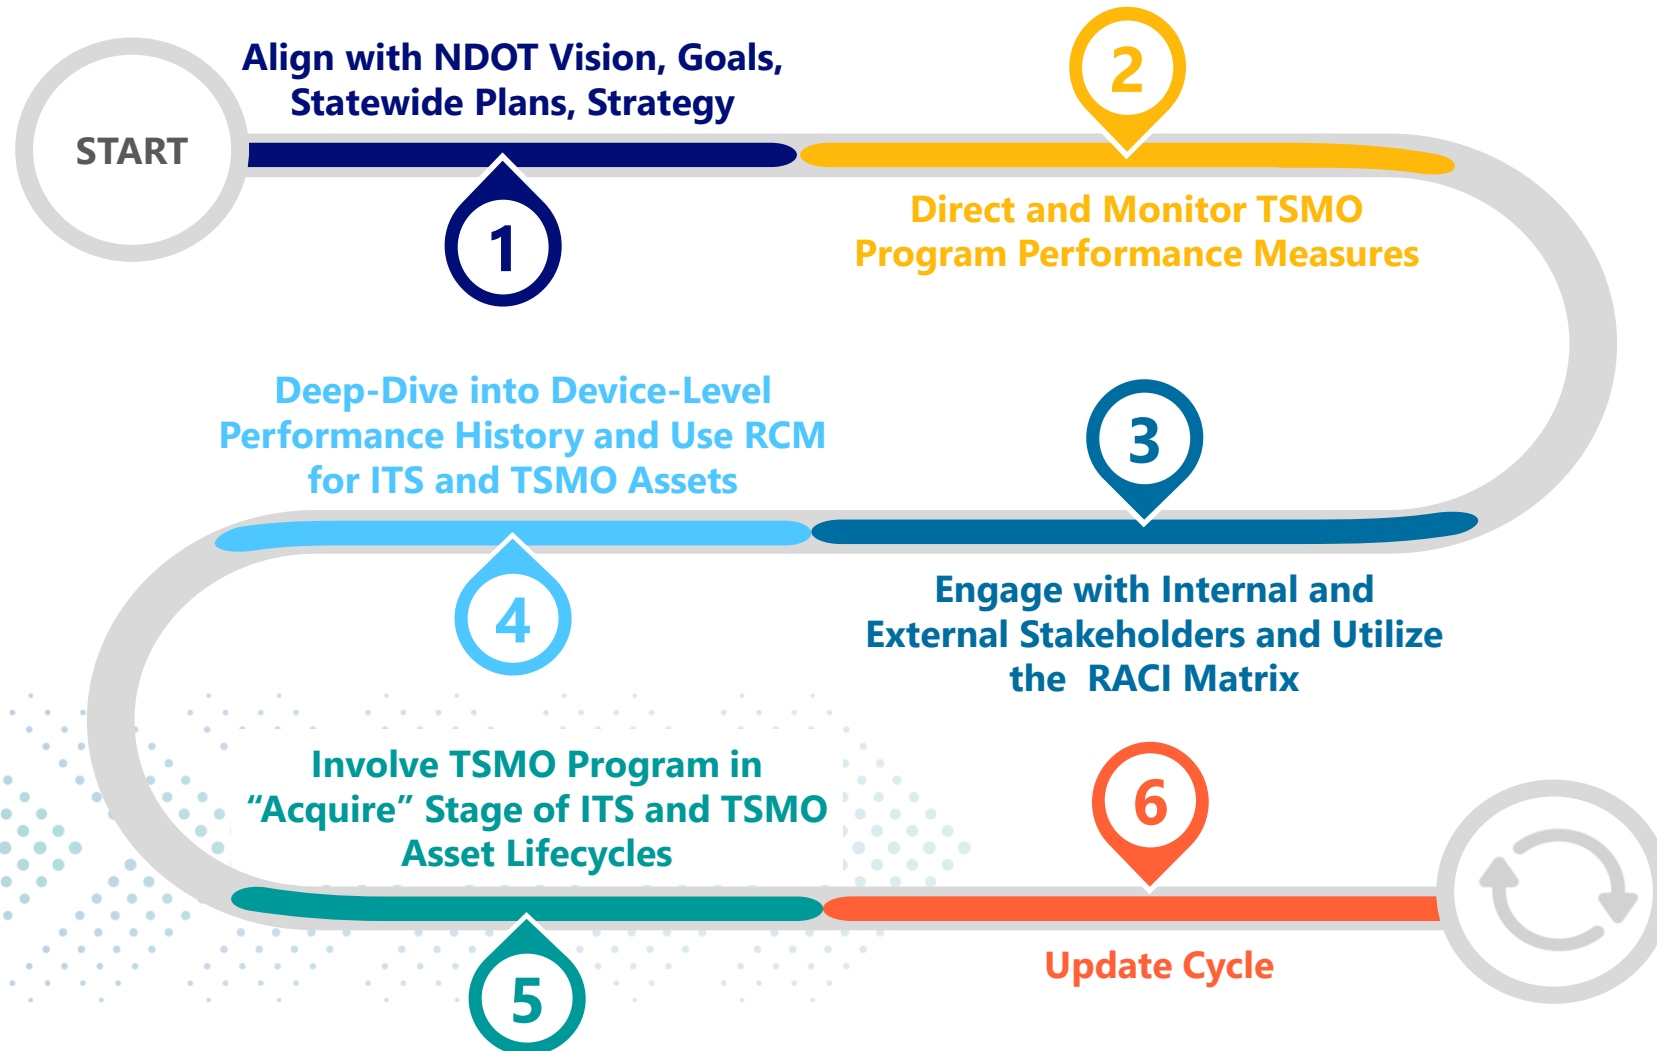 START
Align with NDOT Vision, Goals,
Statewide Plans, Strategy
1
2
Direct and Monitor TSMO
Program Performance Measures
3
Engage with Internal and
External Stakeholders and Utilize
the  RACI Matrix
Deep-Dive into Device-Level
Performance History and Use RCM
for ITS and TSMO Assets
4
Involve TSMO Program in
“Acquire” Stage of ITS and TSMO
Asset Lifecycles
5
6
Update Cycle